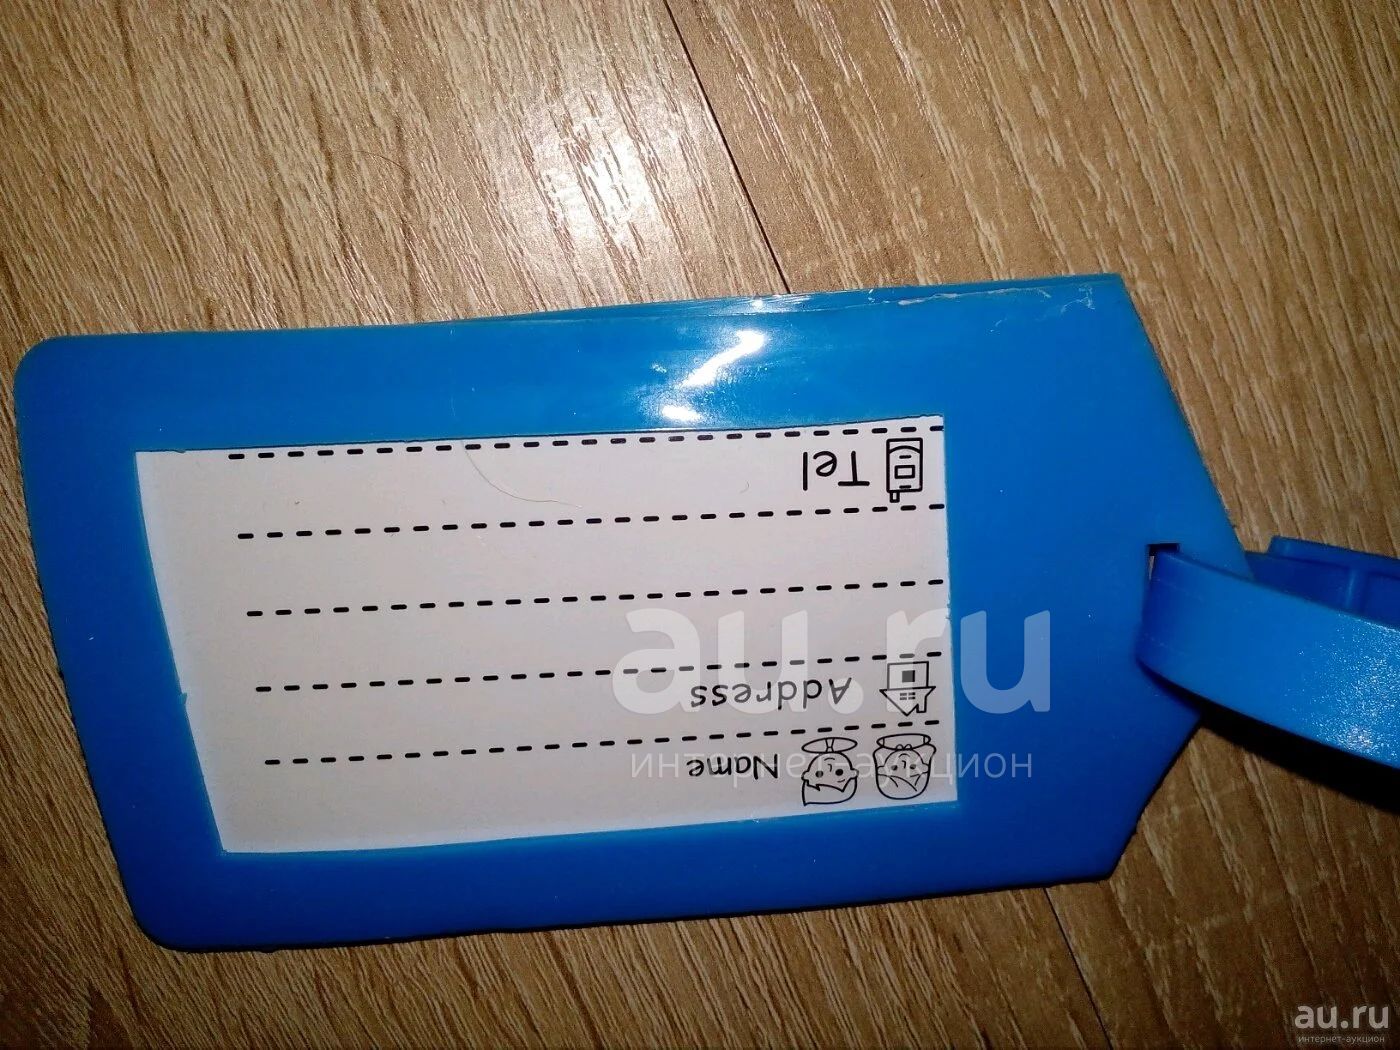 Name
Address
Tel
au.ru
интернет-аукцион
au.ru
интернет-аукцион